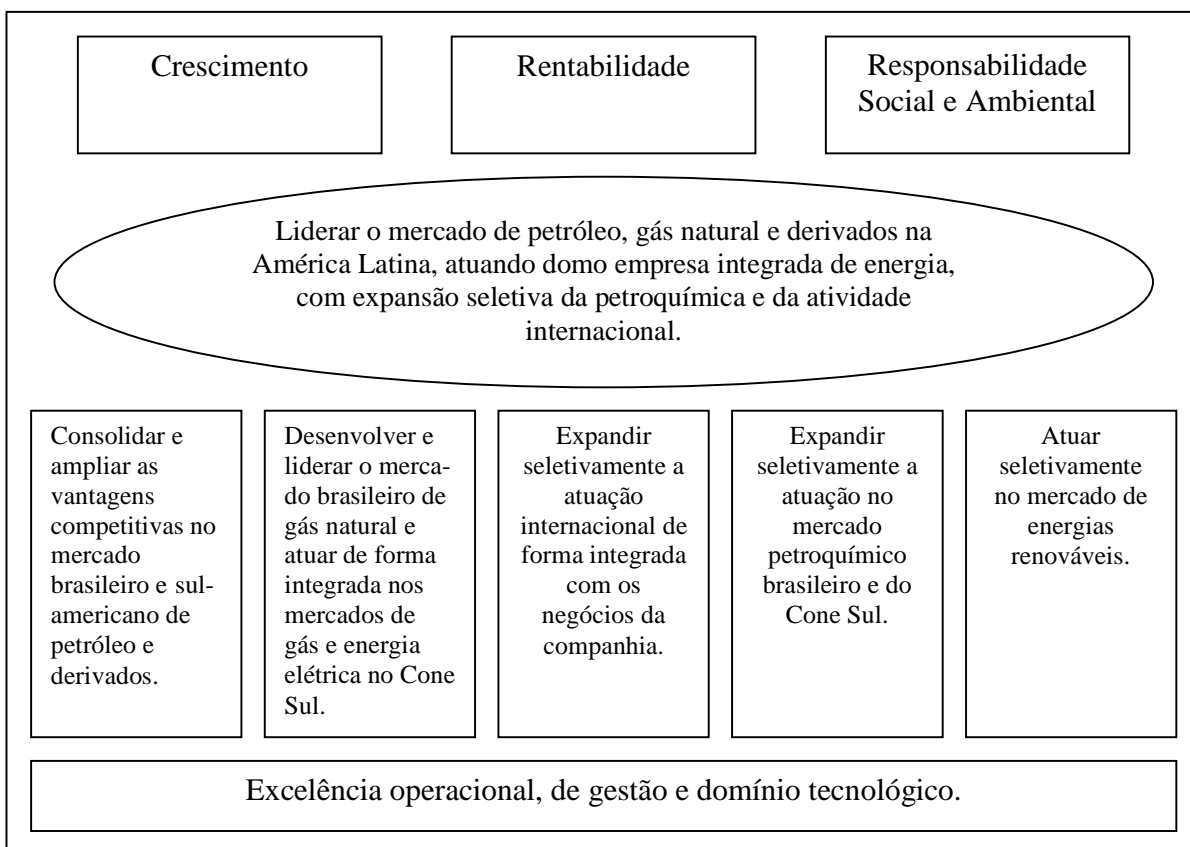 Crescimento
Rentabilidade
Responsabilidade
Social e Ambiental
Liderar o mercado de petróleo, gás natural e derivados na
América Latina, atuando domo empresa integrada de energia,
com expansão seletiva da petroquímica e da atividade
internacional.
Consolidar e
ampliar as
vantagens
competitivas no
mercado
brasileiro e sul-
americano de
petróleo e
derivados.
Desenvolver e
liderar o merca-
do brasileiro de
gás natural e
atuar de forma
integrada nos
mercados de
gás e energia
elétrica no Cone
Sul.
Expandir
seletivamente a
atuação
internacional de
forma integrada
com os
negócios da
companhia.
Expandir
seletivamente a
atuação no
mercado
petroquímico
brasileiro e do
Cone Sul.
Atuar
seletivamente
no mercado de
energias
renováveis.
Excelência operacional, de gestão e domínio tecnológico.